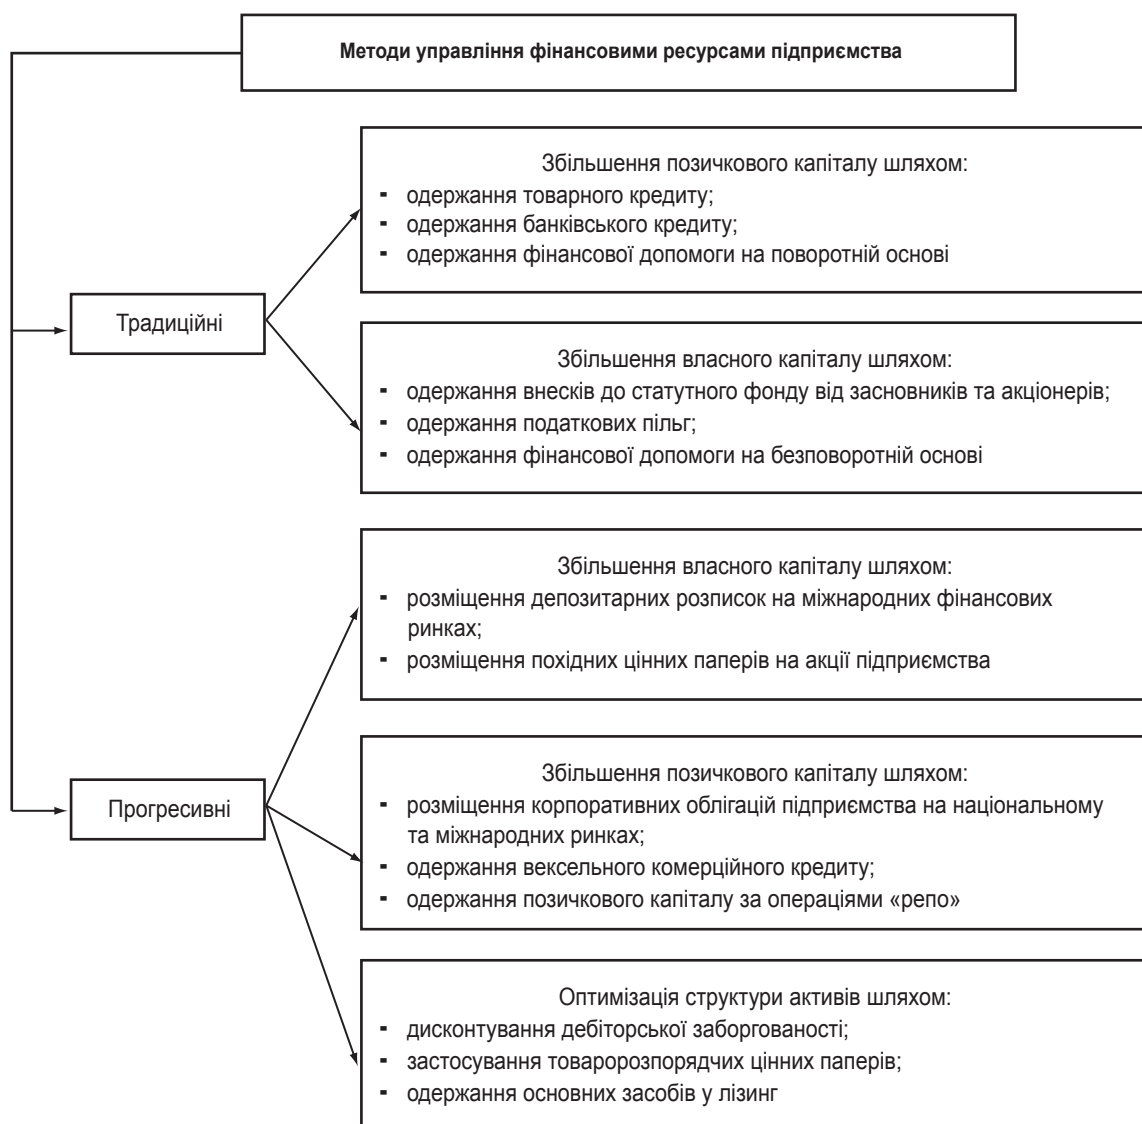 Методи управління фінансовими ресурсами підприємства
Збільшення позичкового капіталу шляхом:
- одержання товарного кредиту;
- одержання банківського кредиту;
- одержання фінансової допомоги на поворотній основі
Традиційні
Збільшення власного капіталу шляхом:
- одержання внесків до статутного фонду від засновників та акціонерів;
- одержання податкових пільг;
- одержання фінансової допомоги на безповоротній основі
Збільшення власного капіталу шляхом:
- розміщення депозитарних розписок на міжнародних фінансових
ринках;
- розміщення похідних цінних паперів на акції підприємства
Прогресивні
Збільшення позичкового капіталу шляхом:
- розміщення корпоративних облігацій підприємства на національному
та міжнародних ринках;
- одержання вексельного комерційного кредиту;
- одержання позичкового капіталу за операціями «репо»
Оптимізація структури активів шляхом:
- дисконтування дебіторської заборгованості;
- застосування товаророзпорядчих цінних паперів;
- одержання основних засобів у лізинг